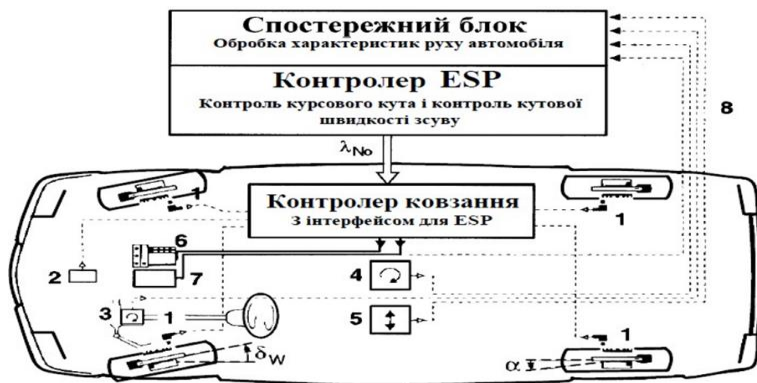 Спостережний блок
Обробка характеристик руху автомобіля
Контролер ESP
Контроль курсового кута і контроль кутової
швидкості зсуву
8
λNo
Контролер ковзання
З інтерфейсом для ESP
1
1
6
2
7
4
3
1
5
1
δW
α